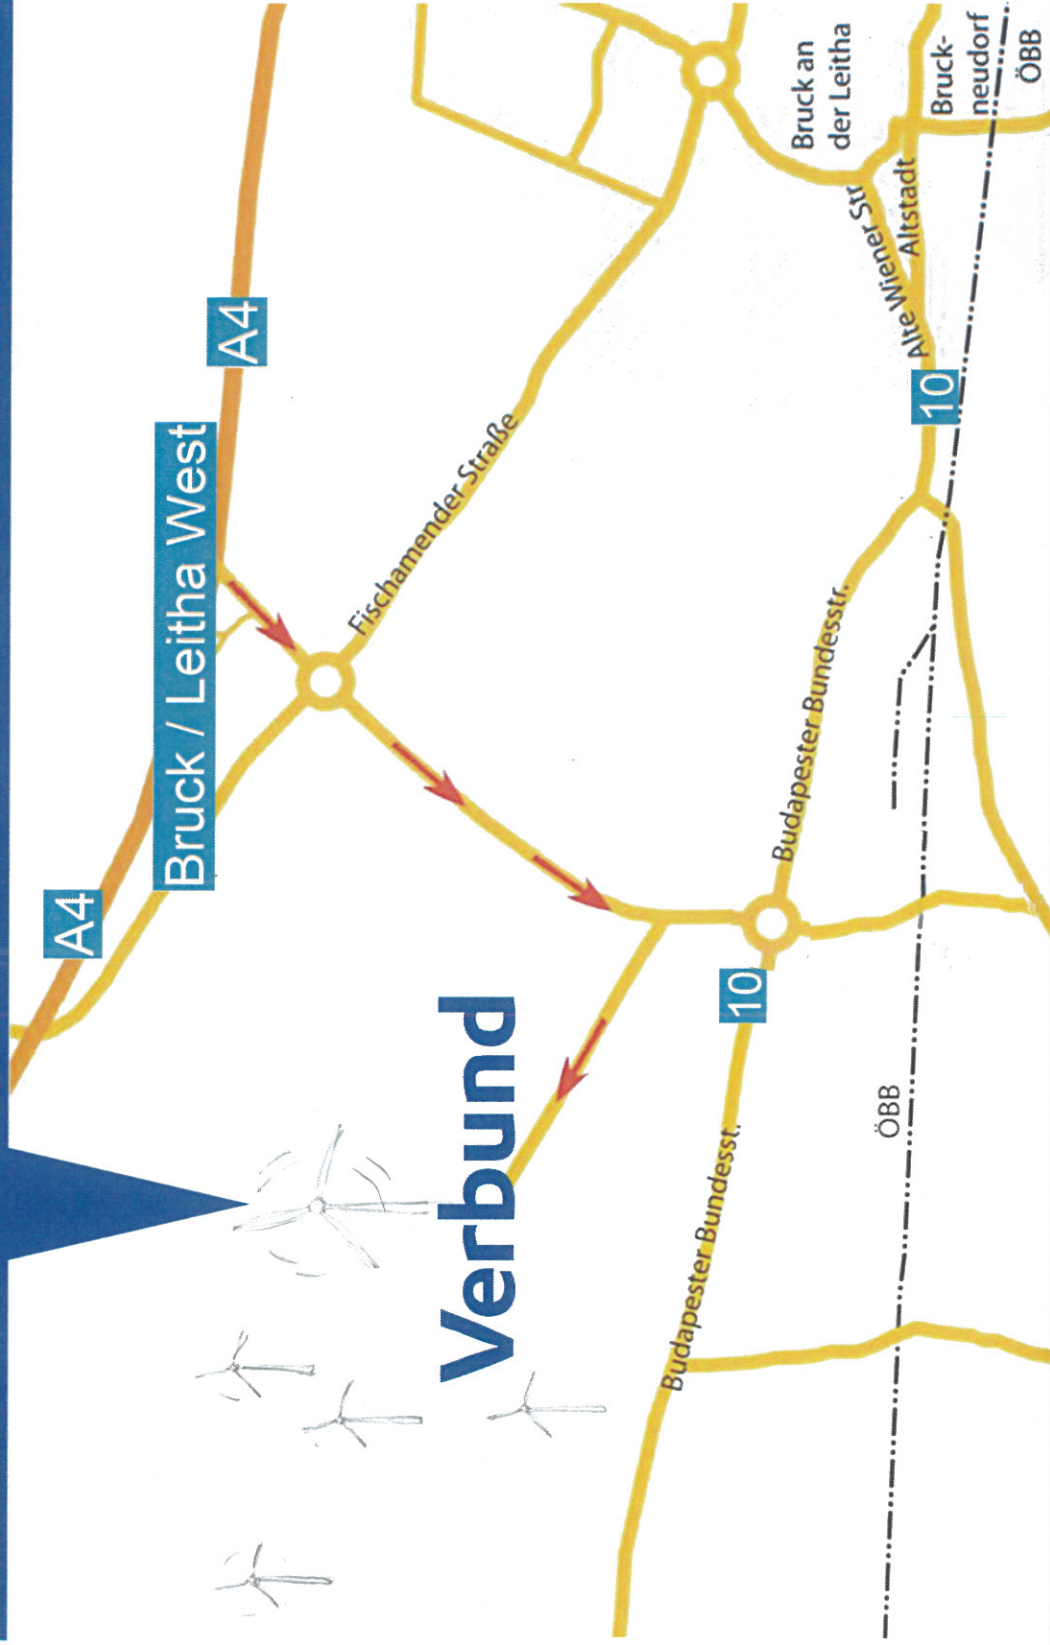 A4
Bruck / Leitha West
A4
Fischamender Straße
Verbund
Budapester Bundesst.
10
Budapester Bundesstr.
10
Alte Wiener Str
Altstadt
Bruck an
der Leitha
Bruck-
neudorf
ÖBB
ÖBB